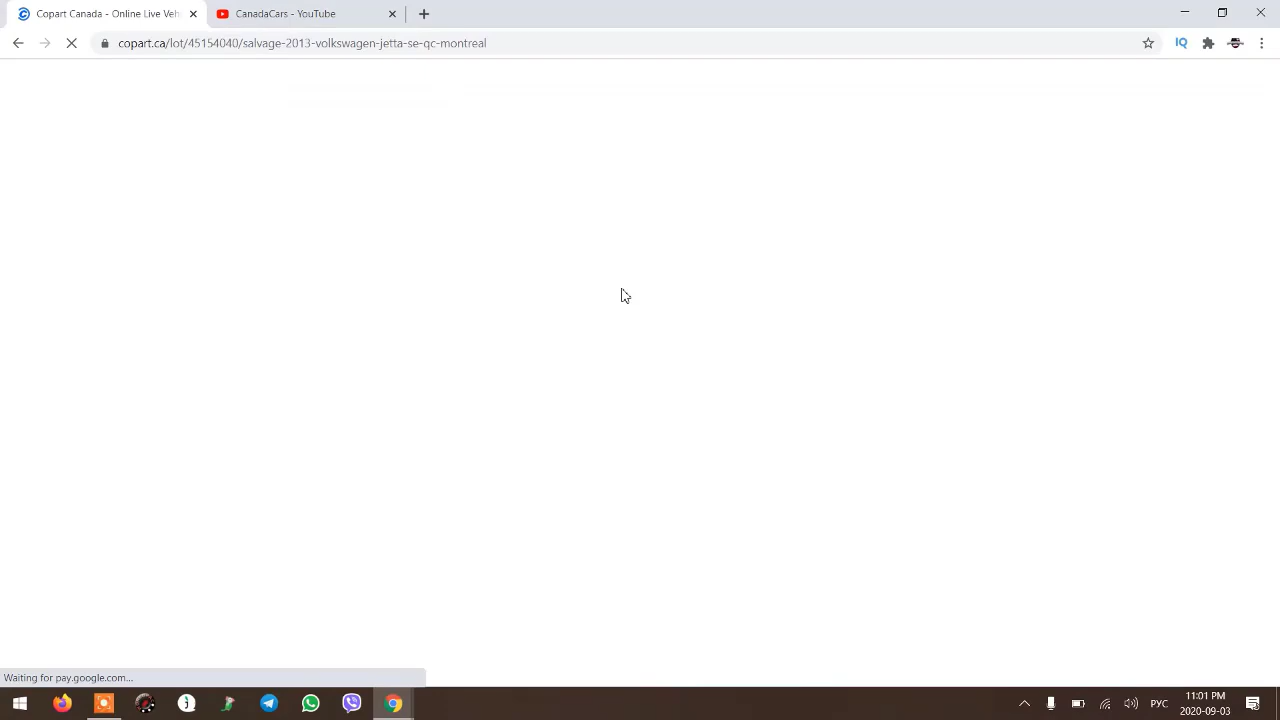 Copart Canada - Online Live Veh
CanadaCars - YouTube
copart.ca/lot/45154040/salvage-2013-volkswagen-jetta-se-qc-montreal
IQ
Waiting for pay.google.com...
РУС
11:01 PM
2020-09-03